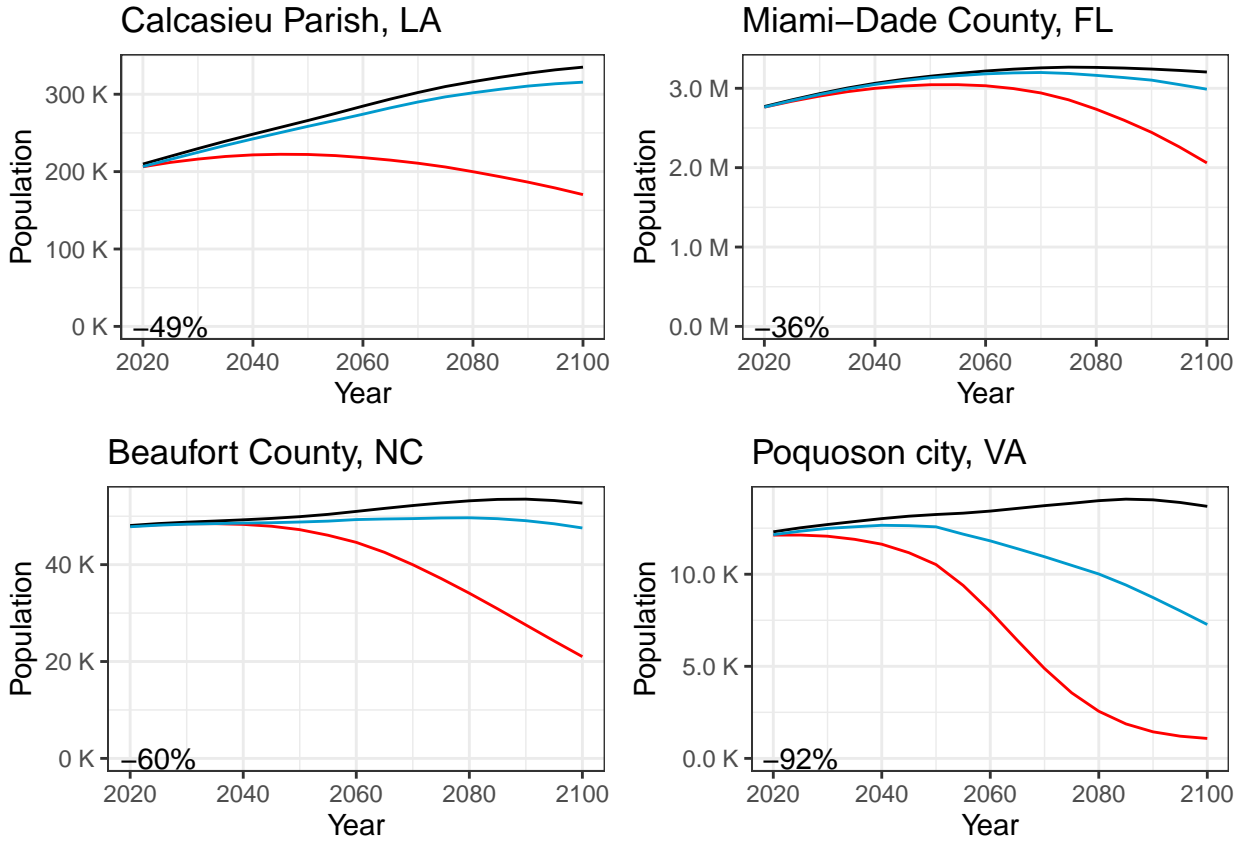 Calcasieu Parish, LA
Population
300 K
200 K
100 K
0 K
−49%
2020 2040 2060 2080 2100
Year
Miami−Dade County, FL
Population
3.0 M
2.0 M
1.0 M
0.0 M
−36%
2020 2040 2060 2080 2100
Year
Beaufort County, NC
Population
40 K
20 K
0 K
−60%
2020 2040 2060 2080 2100
Year
Poquoson city, VA
Population
10.0 K
5.0 K
0.0 K
−92%
2020 2040 2060 2080 2100
Year